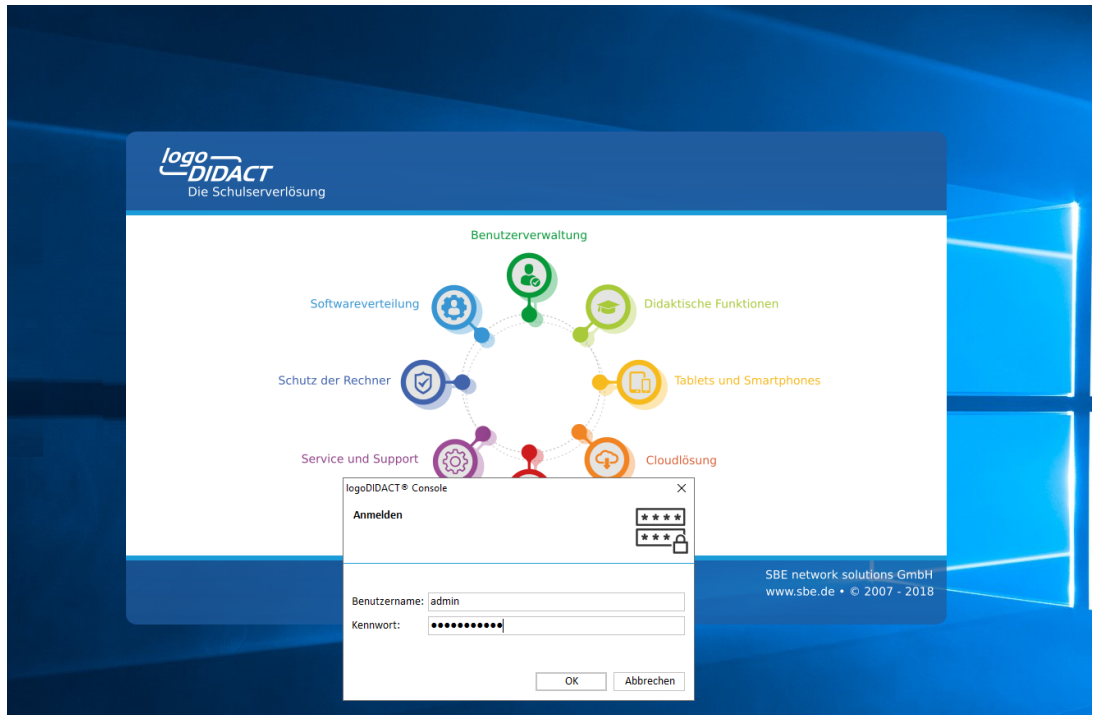 logo
DIDACT
Die Schulserverlösung
Benutzerverwaltung
Softwareverteilung
Didaktische Funktionen
Schutz der Rechner
Tablets und Smartphones
Service und Support
Cloudlösung
logoDIDACT® Console
Anmelden
****
***
SBE network solutions GmbH
www.sbe.de • © 2007 - 2018
Benutzername: admin
Kennwort: ●●●●●●●●●●●
OK Abbrechen